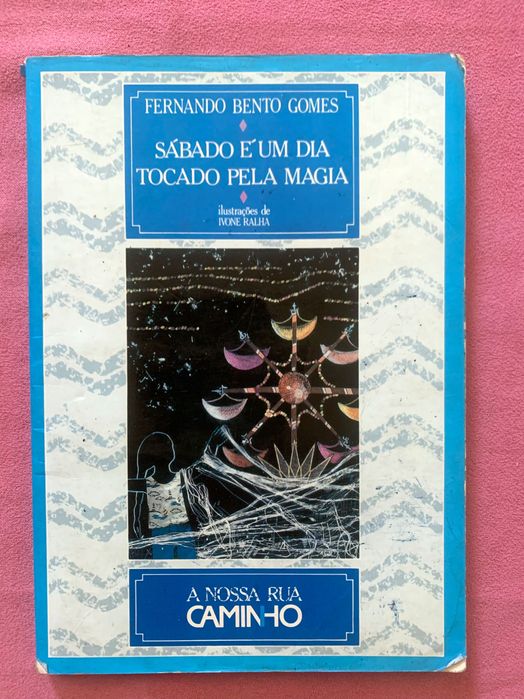 FERNANDO BENTO GOMES
SÁBADO É UM DIA
TOCADO PELA MAGIA
ilustrações de
IVONE RALHA
A NOSSA RUA
CAMINHO